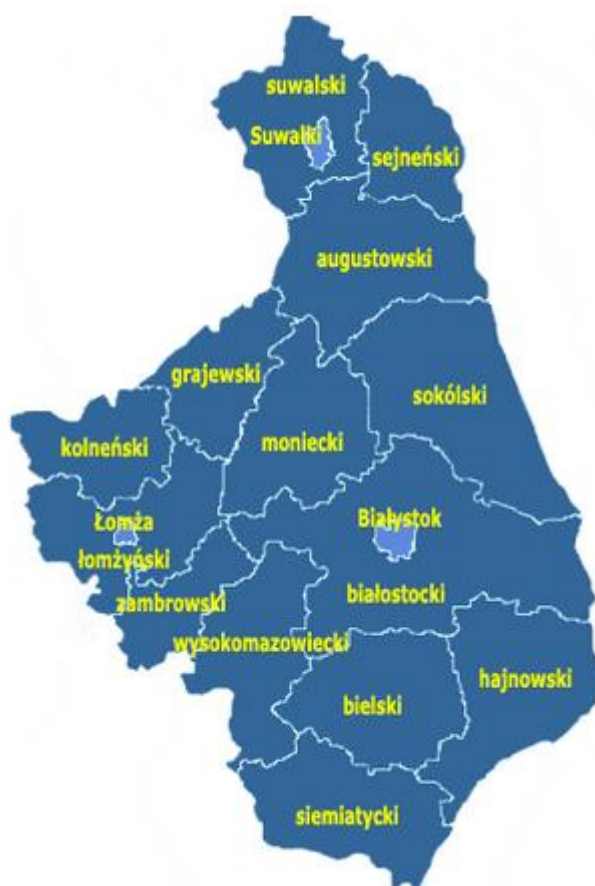 suwalski
Suwałki
sejneński
augustowski
grajewski
sokólski
kolneński
moniecki
Łomża
Białystok
łomżyński
białostocki
zambrowski
wysokomazowiecki
hajnowski
bielski
siemiatycki